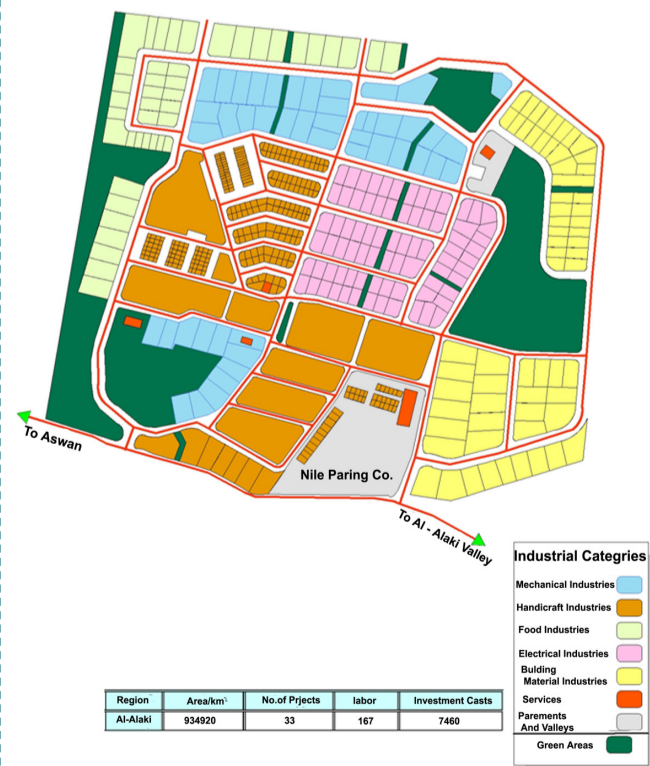 Nile Paring Co.
To Aswan
To Al - Alaki Valley
Industrial Categries
Mechanical Industries
Handicraft Industries
Food Industries
Electrical Industries
Bulding
Material Industries
Services
Parements
And Valleys
Green Areas
Region Area/km² No.of Prjects labor Investment Casts
Al-Alaki 934920 33 167 7460